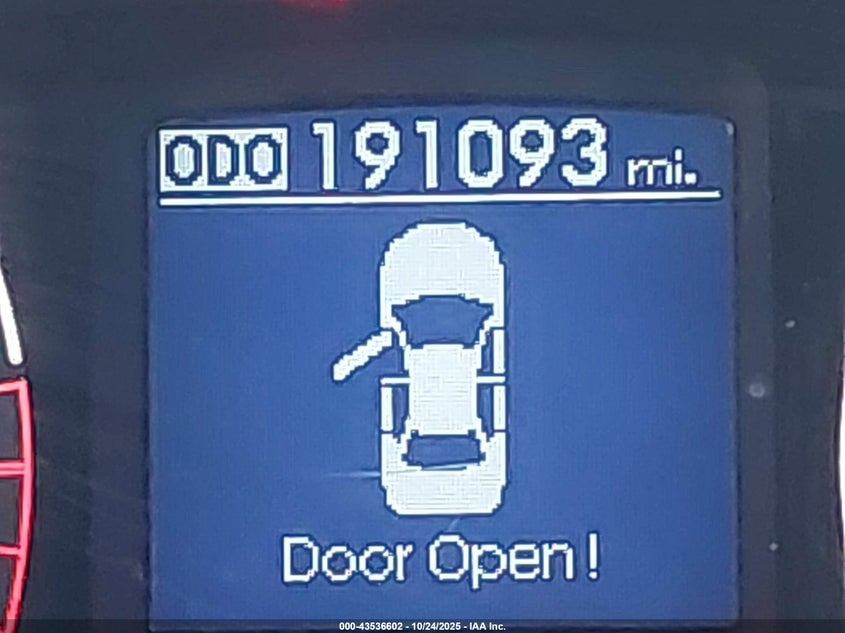 ODO 191093 mi.
Door Open!
000-43536602 - 10/24/2025 - IAA Inc.